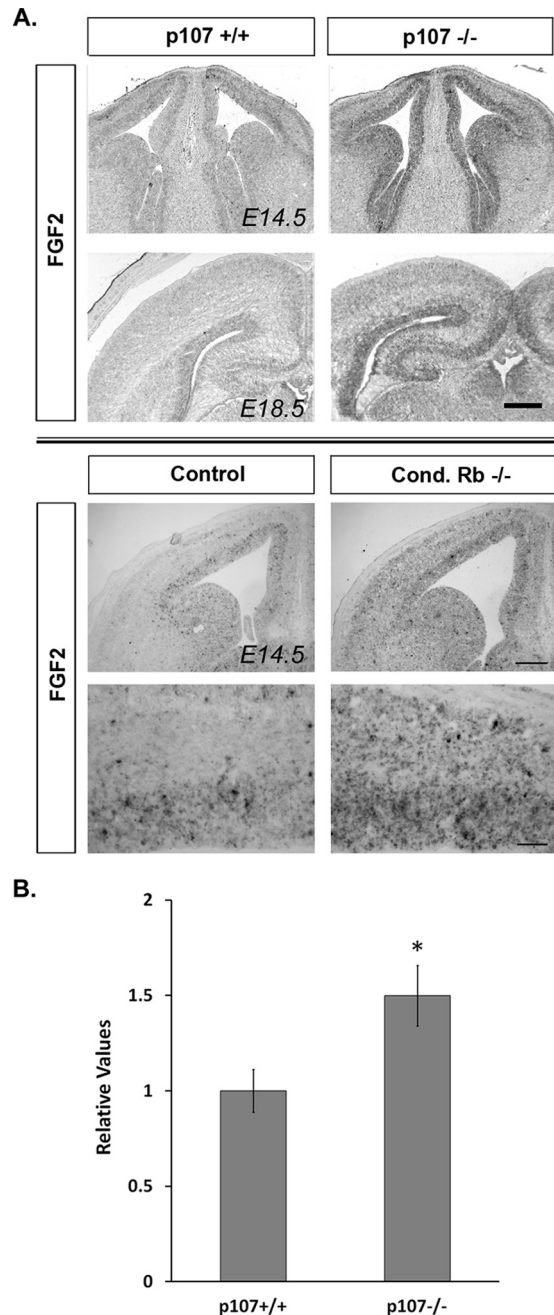 A.
p107 +/+
p107 -/-
FGF2
E14.5
E18.5
Control
Cond. Rb -/-
FGF2
E14.5
B.
2
*
1.5
1
0.5
0
Relative Values
p107+/+
p107-/-